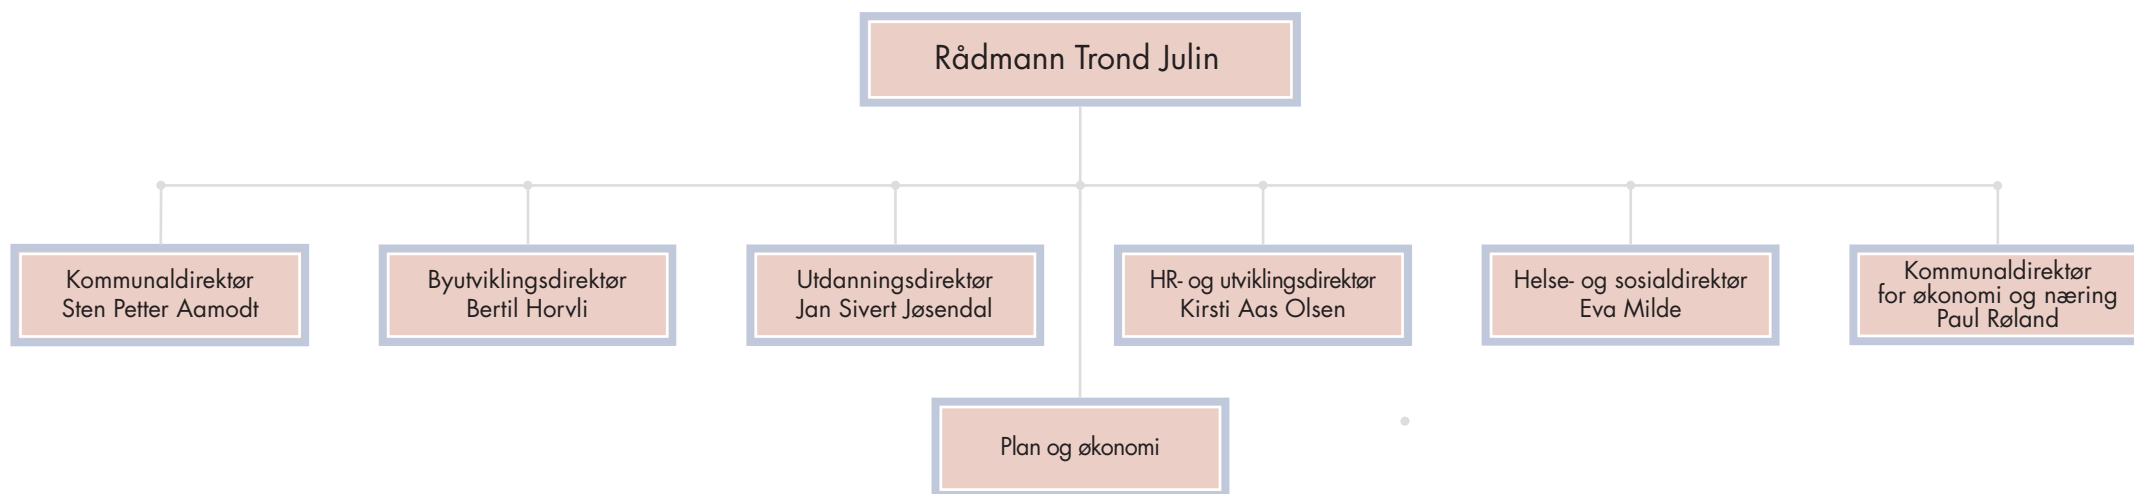 Rådmann Trond Julin
Kommunaldirektør
Sten Petter Aamodt
Byutviklingsdirektør
Bertil Horvli
Utdanningsdirektør
Jan Sivert Jøsendal
HR- og utviklingsdirektør
Kirsti Aas Olsen
Helse- og sosialdirektør
Eva Milde
Kommunaldirektør
for økonomi og næring
Paul Røland
Plan og økonomi